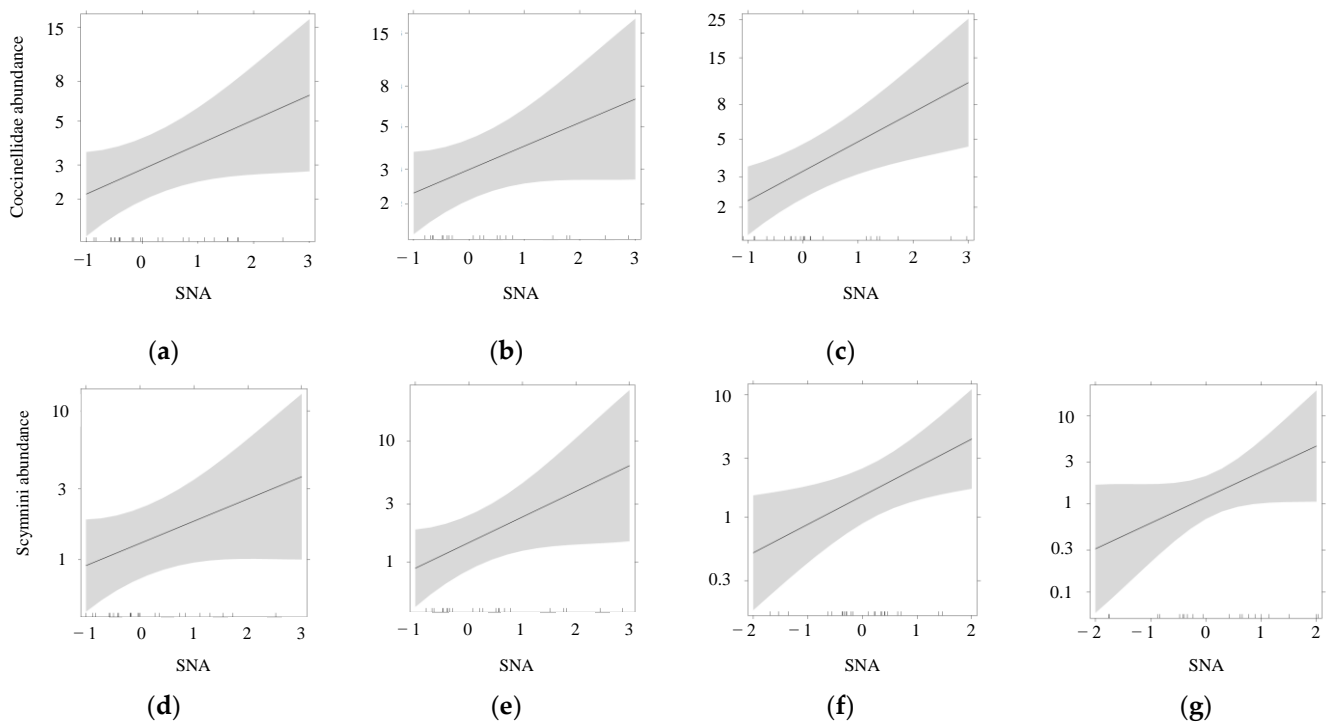 15
8
5
3
2
−1 0 1 2 3
SNA
(a)
15
8
5
3
2
−1 0 1 2 3
SNA
(b)
25
15
8
5
3
2
−1 0 1 2 3
SNA
(c)
Coccinellidae abundance
10
3
1
−1 0 1 2 3
SNA
(d)
10
3
1
−1 0 1 2 3
SNA
(e)
10
3
1
0.3
−2 −1 0 1 2
SNA
(f)
10
3
1
0.3
0.1
−2 −1 0 1 2
SNA
(g)
Scymnini abundance